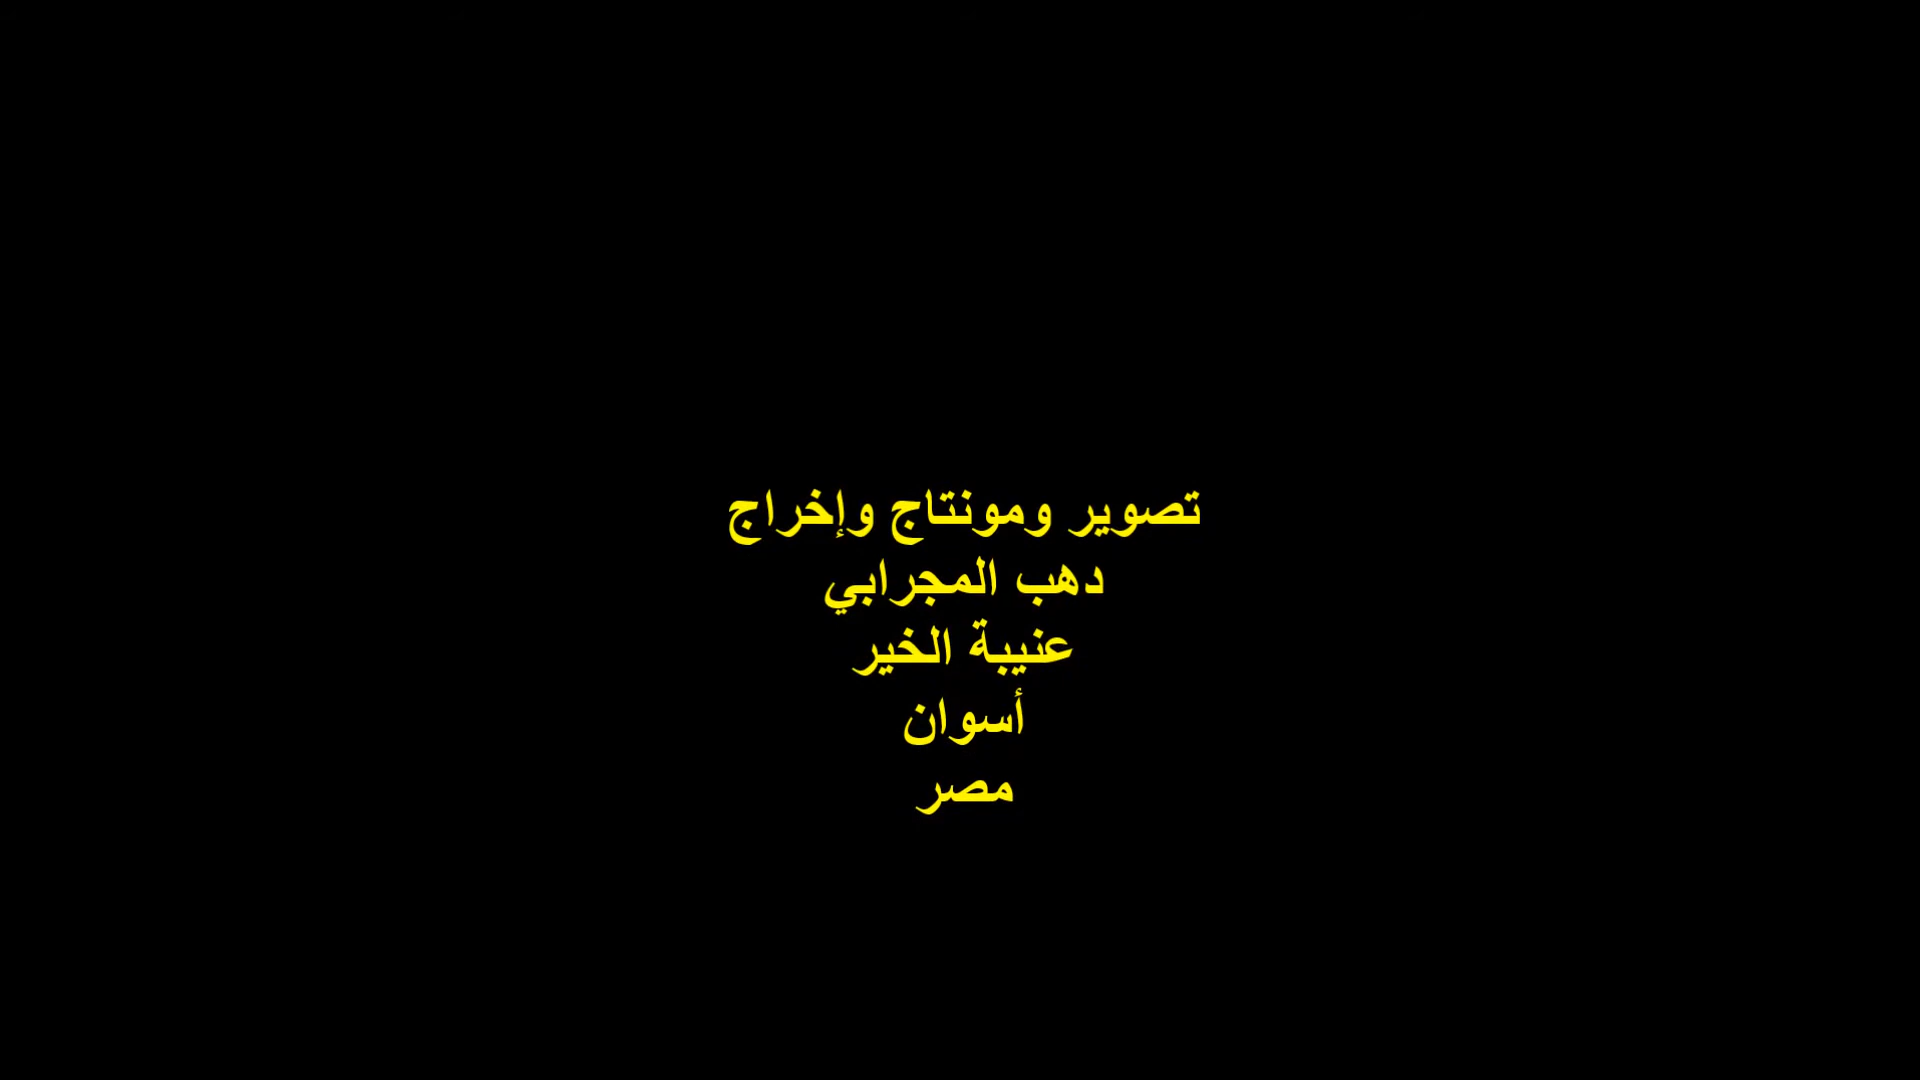 تصوير ومونتاج وإخراج
دهب المجرابي
عنيبة الخير
أسوان
مصر